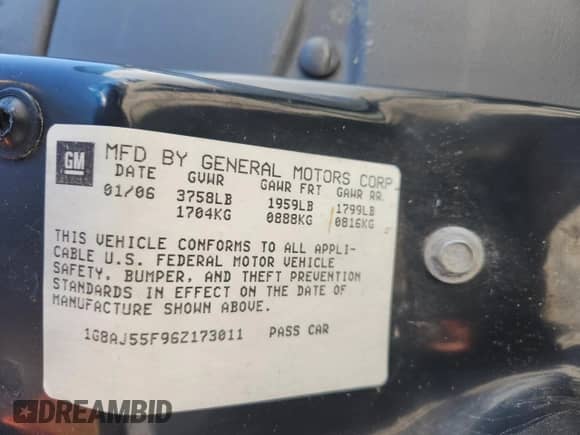 GM MFD BY GENERAL MOTORS CORP
DATE GVWR GAWR FRT GAWR RR.
01/06 3758LB 1959LB 1799LB
1704KG 0888KG 0816KG
THIS VEHICLE CONFORMS TO ALL APPLI-
CABLE U.S. FEDERAL MOTOR VEHICLE
SAFETY, BUMPER, AND THEFT PREVENTION
STANDARDS IN EFFECT ON THE DATE OF
MANUFACTURE SHOWN ABOVE.
1G8AJ55F96Z173011 PASS CAR
DREAMBID